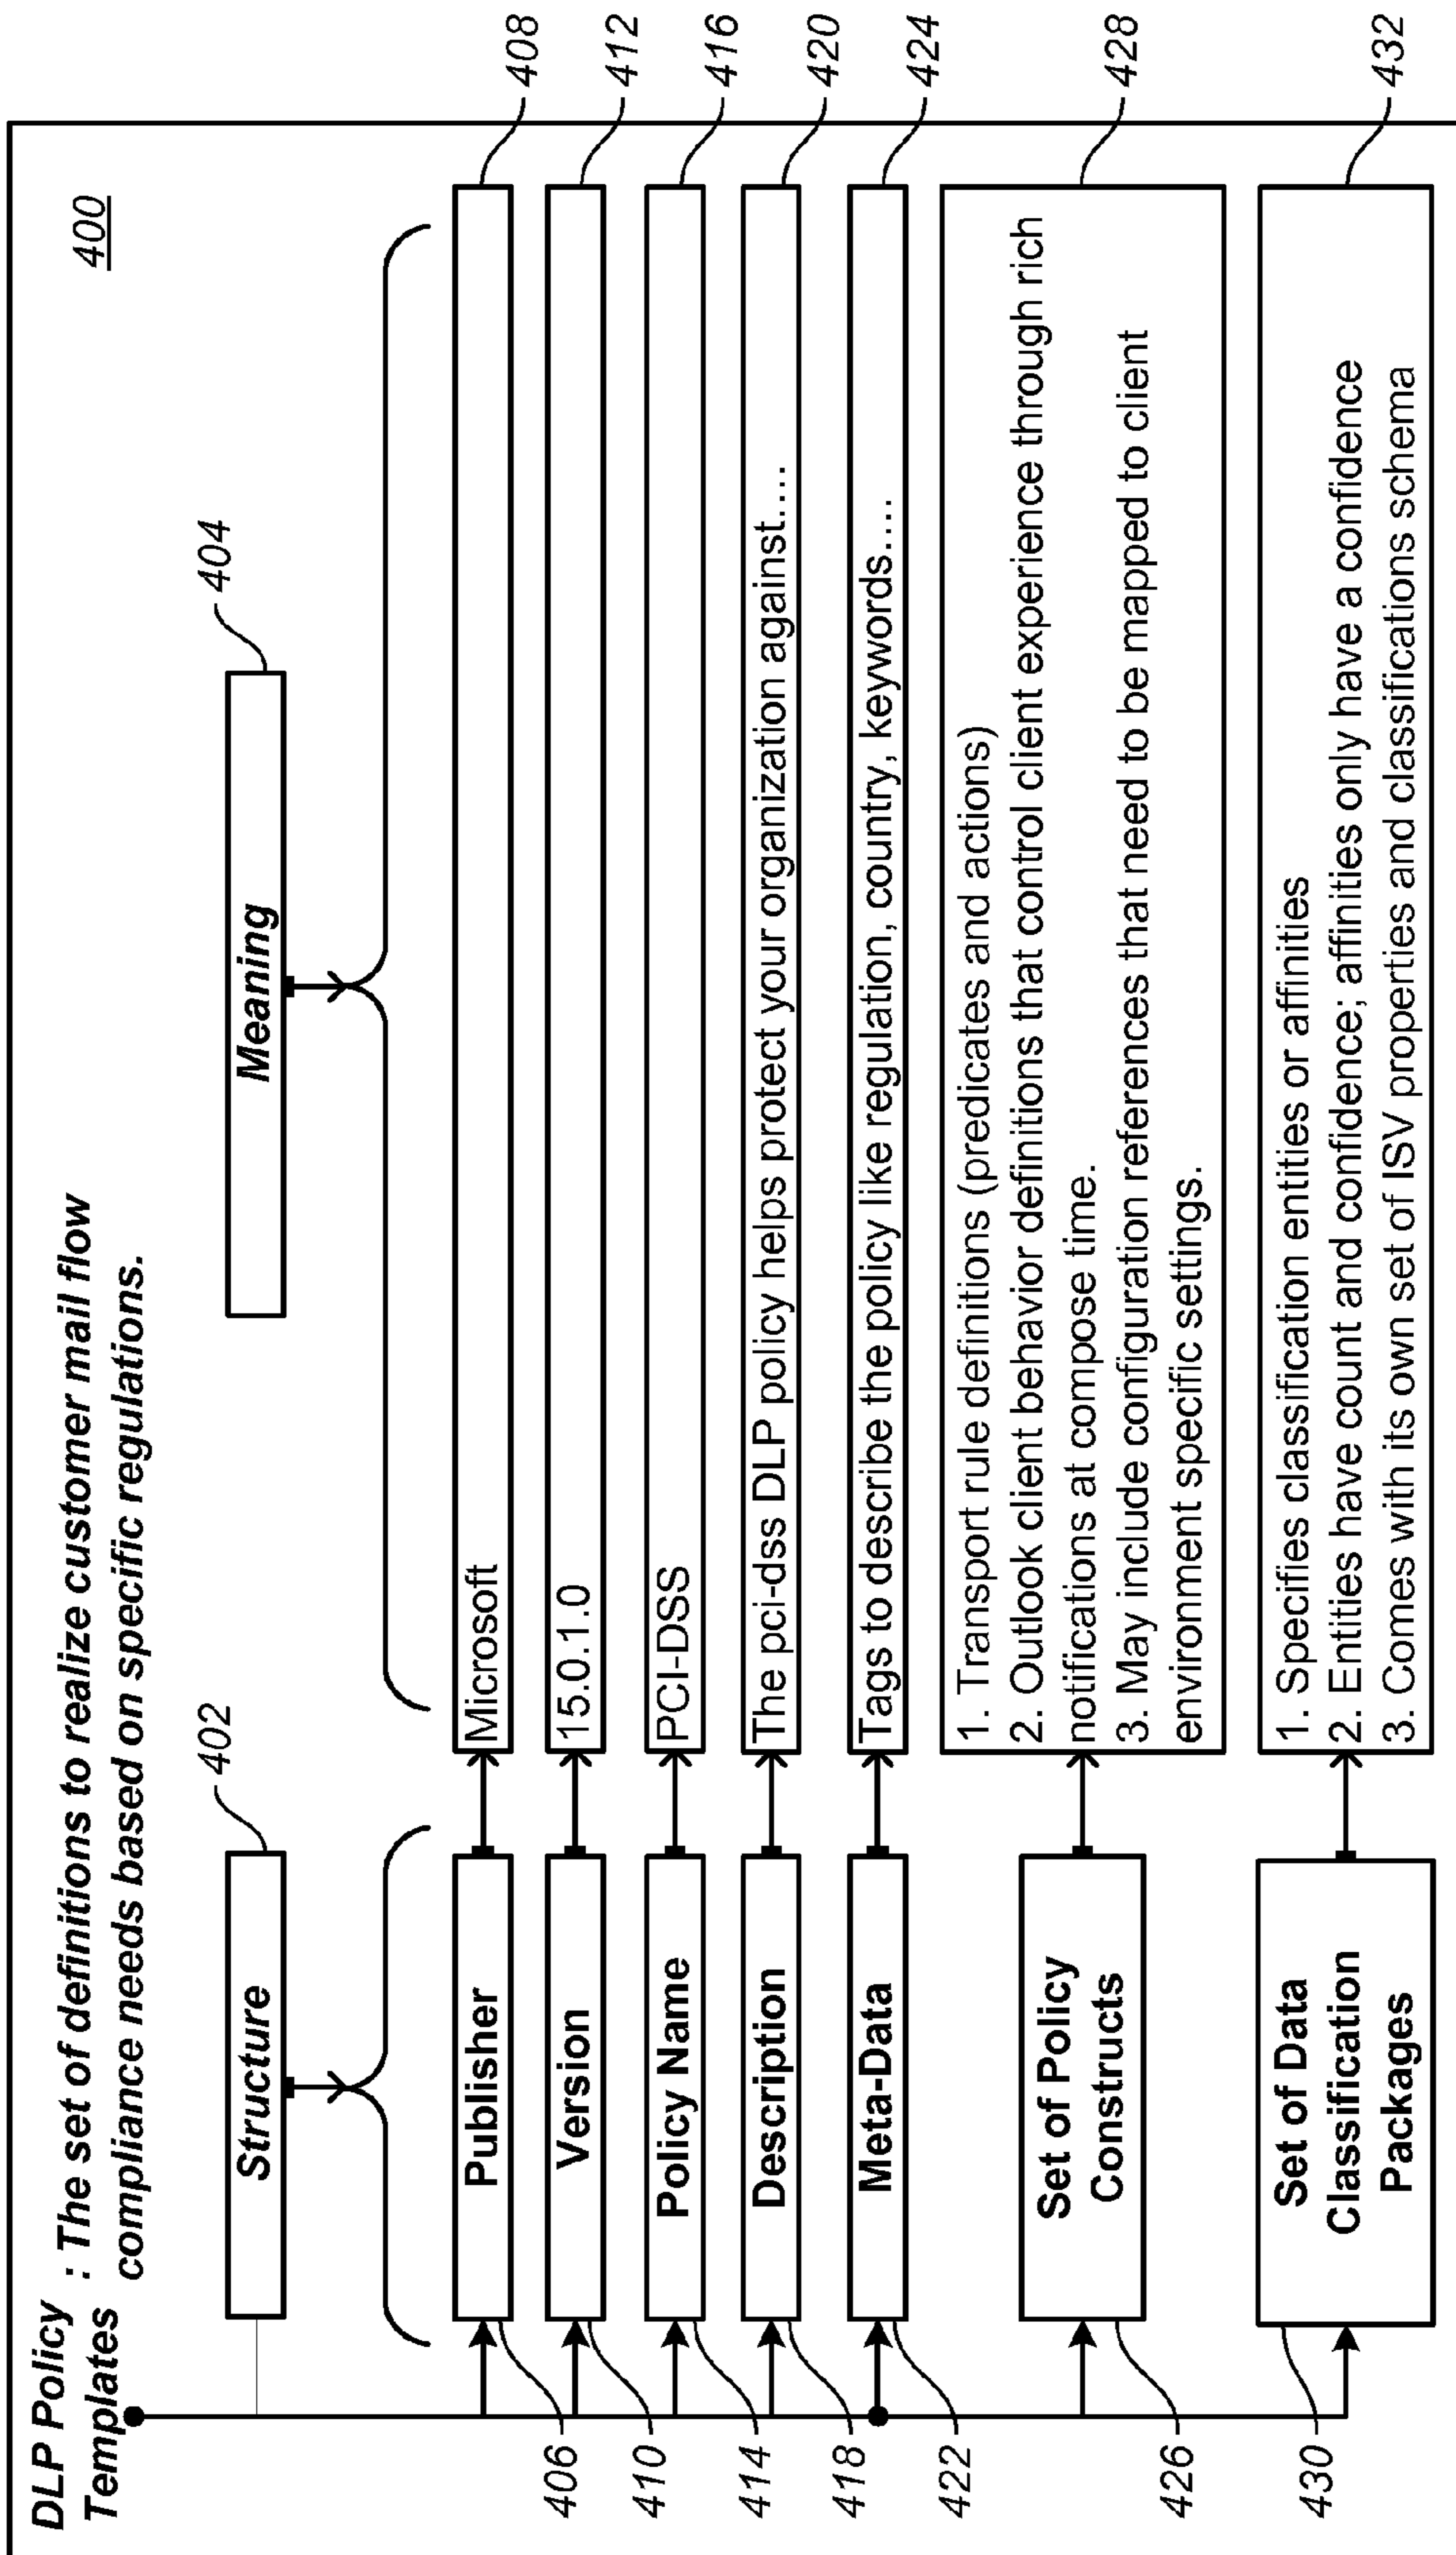 DLP Policy
Templates
: The set of definitions to realize customer mail flow
compliance needs based on specific regulations.
400
Structure
402
Meaning
404
Publisher
406
Microsoft
408
Version
410
15.0.1.0
412
Policy Name
414
PCI-DSS
416
Description
418
The pci-dss DLP policy helps protect your organization against....
420
Meta-Data
422
Tags to describe the policy like regulation, country, keywords....
424
Set of Policy
Constructs
426
1. Transport rule definitions (predicates and actions)
2. Outlook client behavior definitions that control client experience through rich
notifications at compose time.
3. May include configuration references that need to be mapped to client
environment specific settings.
428
Set of Data
Classification
Packages
430
1. Specifies classification entities or affinities
2. Entities have count and confidence; affinities only have a confidence
3. Comes with its own set of ISV properties and classifications schema
432